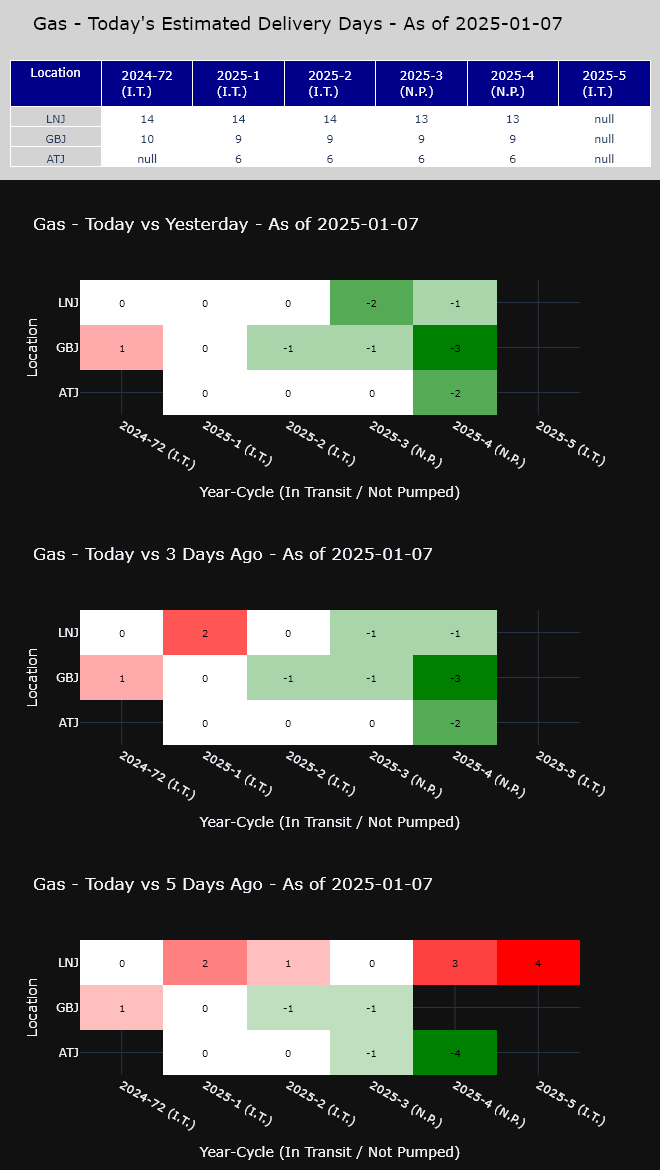 Gas - Today's Estimated Delivery Days - As of 2025-01-07
Location 2024-72 (I.T.) 2025-1 (I.T.) 2025-2 (I.T.) 2025-3 (N.P.) 2025-4 (N.P.) 2025-5 (I.T.)
LNJ 14 14 14 13 13 null
GBJ 10 9 9 9 9 null
ATJ null 6 6 6 6 null
Gas - Today vs Yesterday - As of 2025-01-07
Location
LNJ 0 0 0 -2 -1
GBJ 1 0 -1 -1 -3
ATJ 0 0 0 -2
2024-72 (I.T.) 2025-1 (I.T.) 2025-2 (I.T.) 2025-3 (N.P.) 2025-4 (N.P.) 2025-5 (I.T.)
Year-Cycle (In Transit / Not Pumped)
Gas - Today vs 3 Days Ago - As of 2025-01-07
Location
LNJ 0 2 0 -1 -1
GBJ 1 0 -1 -1 -3
ATJ 0 0 0 -2
2024-72 (I.T.) 2025-1 (I.T.) 2025-2 (I.T.) 2025-3 (N.P.) 2025-4 (N.P.) 2025-5 (I.T.)
Year-Cycle (In Transit / Not Pumped)
Gas - Today vs 5 Days Ago - As of 2025-01-07
Location
LNJ 0 2 1 0 3 4
GBJ 1 0 -1 -1
ATJ 0 0 -1 -4
2024-72 (I.T.) 2025-1 (I.T.) 2025-2 (I.T.) 2025-3 (N.P.) 2025-4 (N.P.) 2025-5 (I.T.)
Year-Cycle (In Transit / Not Pumped)